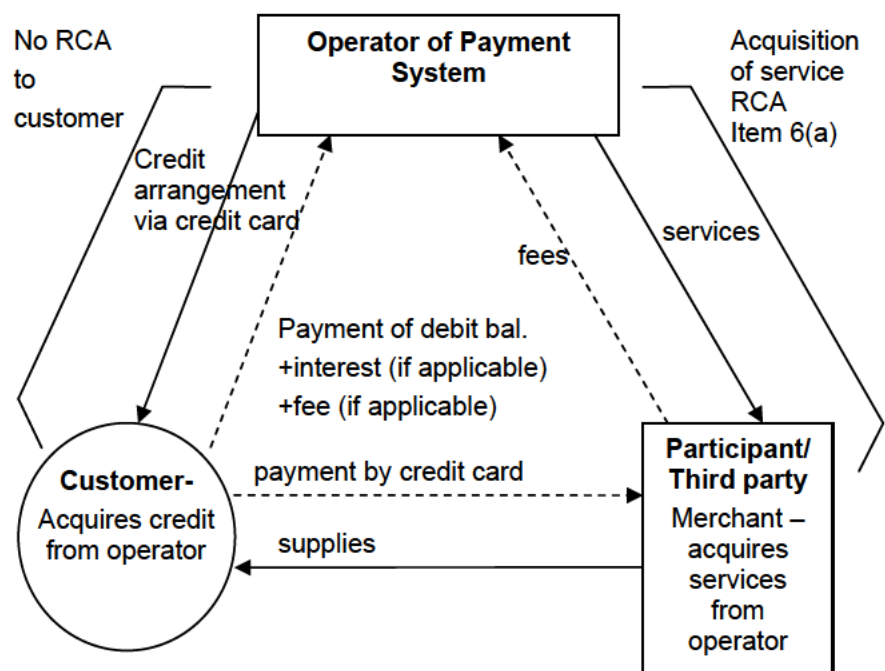 No RCA
to
customer
Operator of Payment
System
Acquisition
of service
RCA
Item 6(a)
Credit
arrangement
via credit card
fees
services
Payment of debit bal.
+interest (if applicable)
+fee (if applicable)
Customer-
Acquires credit
from operator
payment by credit card
supplies
Participant/
Third party
Merchant –
acquires
services
from
operator